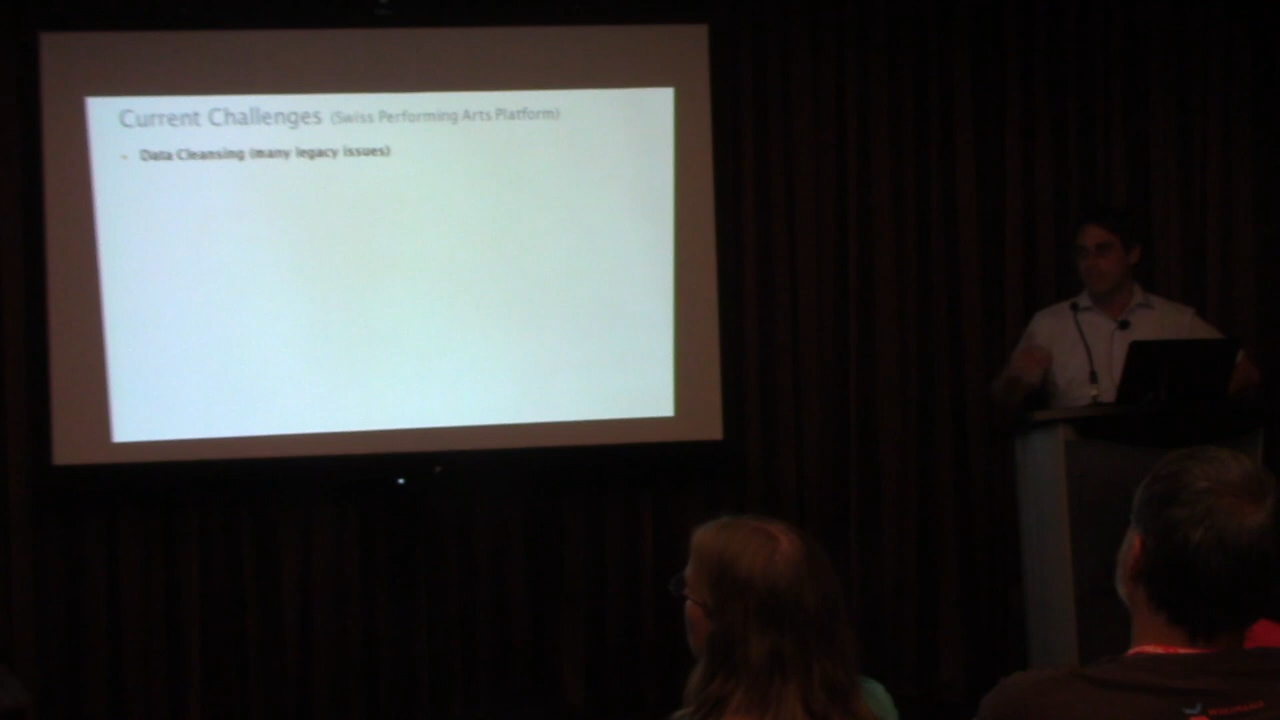 Current Challenges (Swiss Performing Arts Platform)
Data Cleansing (many legacy issues)